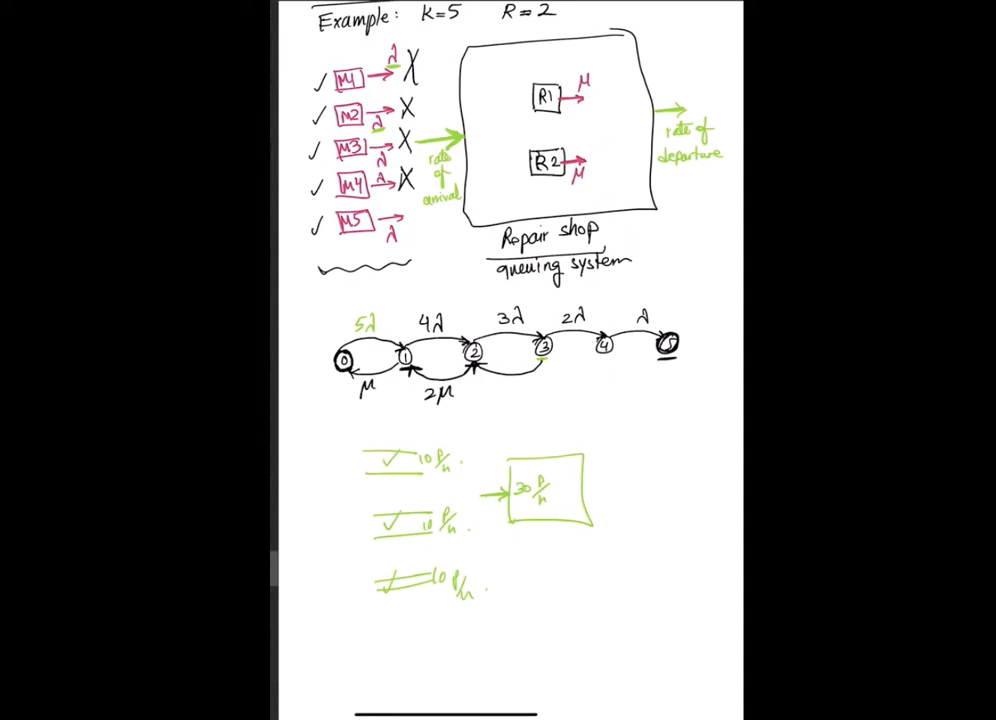 Example: K=5 R=2
M1 λ
M2 λ
M3 λ
M4 λ
M5 λ
rate of arrival
R1 μ
R2 μ
rate of departure
Repair shop,
queuing system
5λ 4λ 3λ 2λ λ
0 1 2 3 4 5
μ 2μ
10 P/h.
30 P/h
10 P/h.
10 P/h.